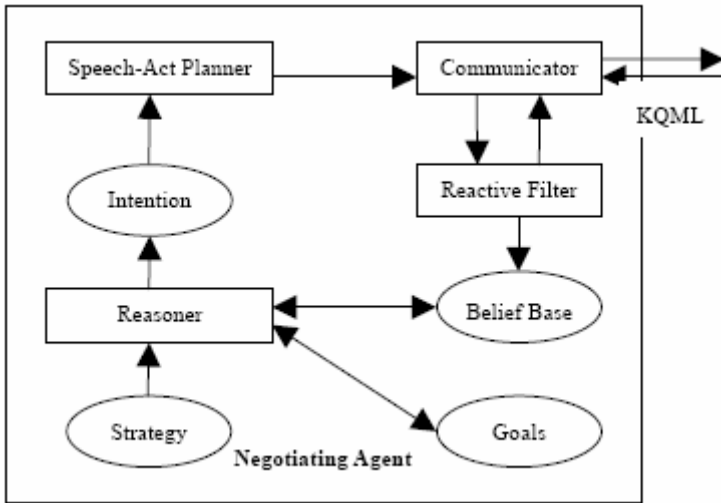 Speech-Act Planner
Communicator
KQML
Intention
Reactive Filter
Reasoner
Belief Base
Strategy
Goals
Negotiating Agent